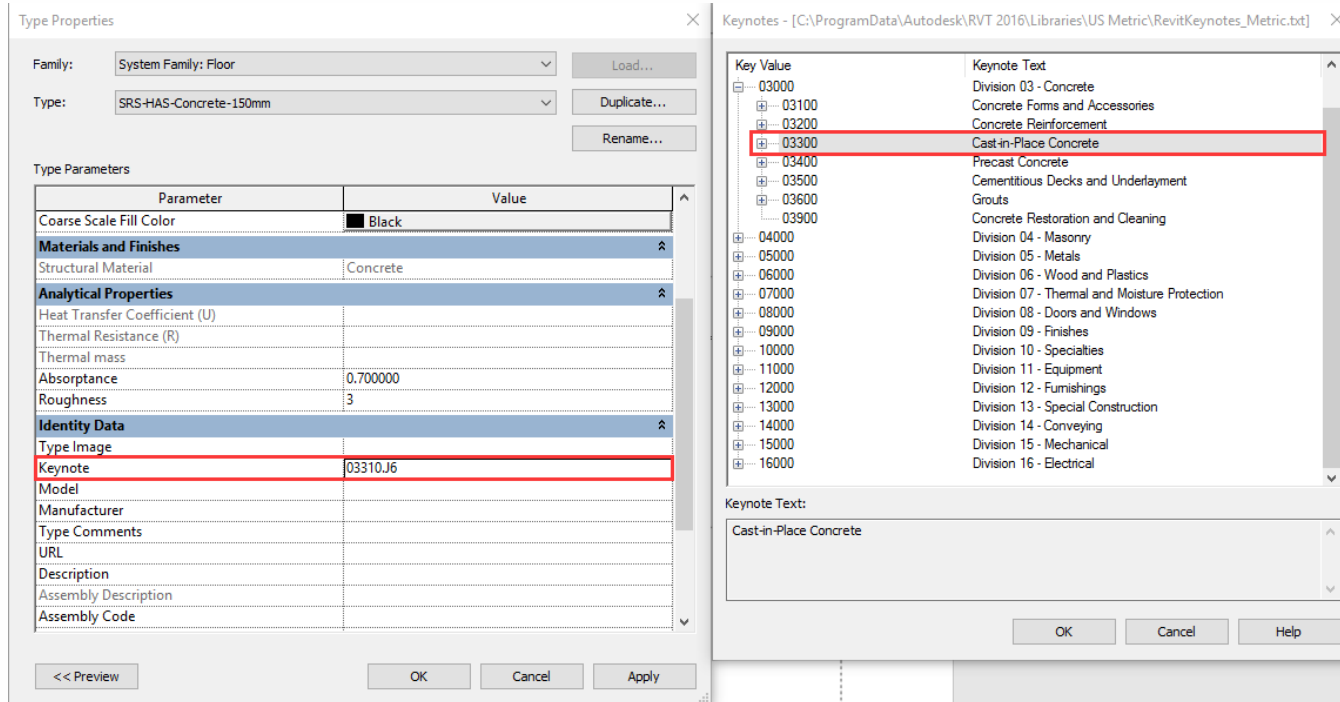 Type Properties
Family:
System Family: Floor
Load...
Type:
SRS-HAS-Concrete-150mm
Duplicate...
Rename...
Type Parameters
Parameter Value
Coarse Scale Fill Color Black
Materials and Finishes
Structural Material Concrete
Analytical Properties
Heat Transfer Coefficient (U)
Thermal Resistance (R)
Thermal mass
Absorptance 0.700000
Roughness 3
Identity Data
Type Image
Keynote 03310.J6
Model
Manufacturer
Type Comments
URL
Description
Assembly Description
Assembly Code
<< Preview OK Cancel Apply
Keynotes - [C:\ProgramData\Autodesk\RVT 2016\Libraries\US Metric\RevitKeynotes_Metric.txt]
Key Value Keynote Text
03000 Division 03 - Concrete
03100 Concrete Forms and Accessories
03200 Concrete Reinforcement
03300 Cast-in-Place Concrete
03400 Precast Concrete
03500 Cementitious Decks and Underlayment
03600 Grouts
03900 Concrete Restoration and Cleaning
04000 Division 04 - Masonry
05000 Division 05 - Metals
06000 Division 06 - Wood and Plastics
07000 Division 07 - Thermal and Moisture Protection
08000 Division 08 - Doors and Windows
09000 Division 09 - Finishes
10000 Division 10 - Specialties
11000 Division 11 - Equipment
12000 Division 12 - Furnishings
13000 Division 13 - Special Construction
14000 Division 14 - Conveying
15000 Division 15 - Mechanical
16000 Division 16 - Electrical
Keynote Text:
Cast-in-Place Concrete
OK Cancel Help